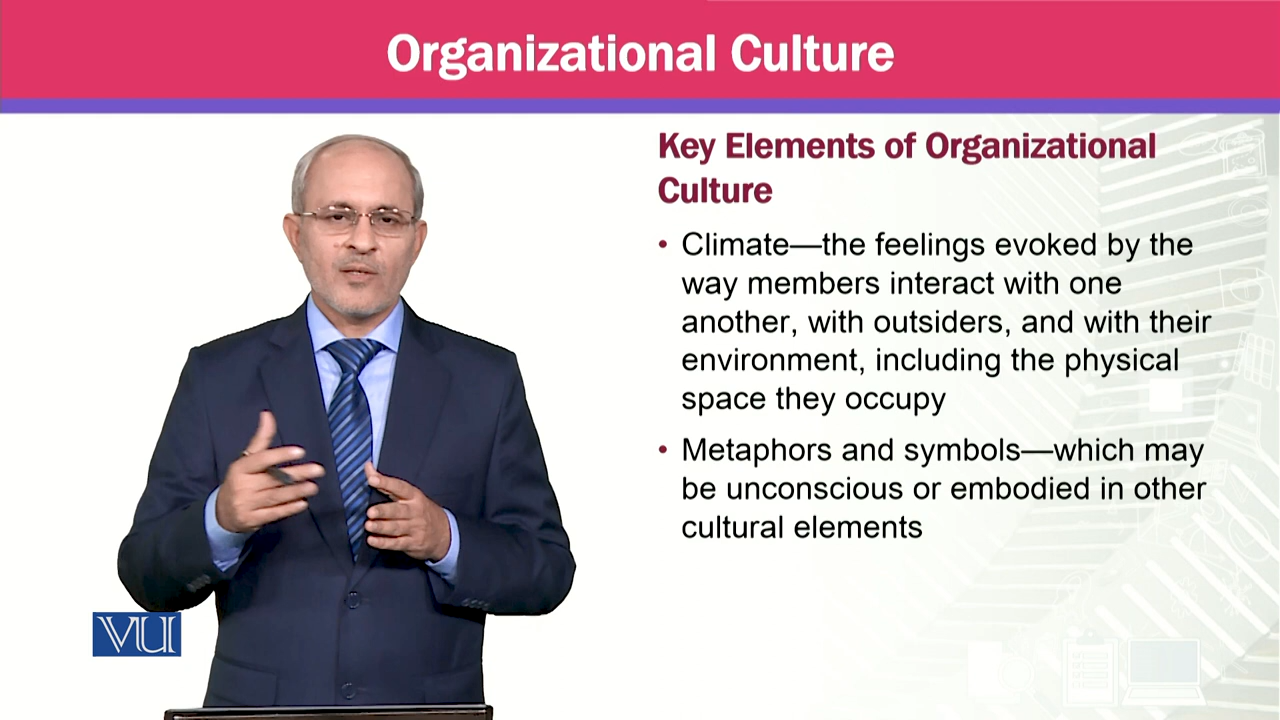 Organizational Culture
Key Elements of Organizational
Culture
• Climate—the feelings evoked by the
way members interact with one
another, with outsiders, and with their
environment, including the physical
space they occupy
• Metaphors and symbols—which may
be unconscious or embodied in other
cultural elements
VU